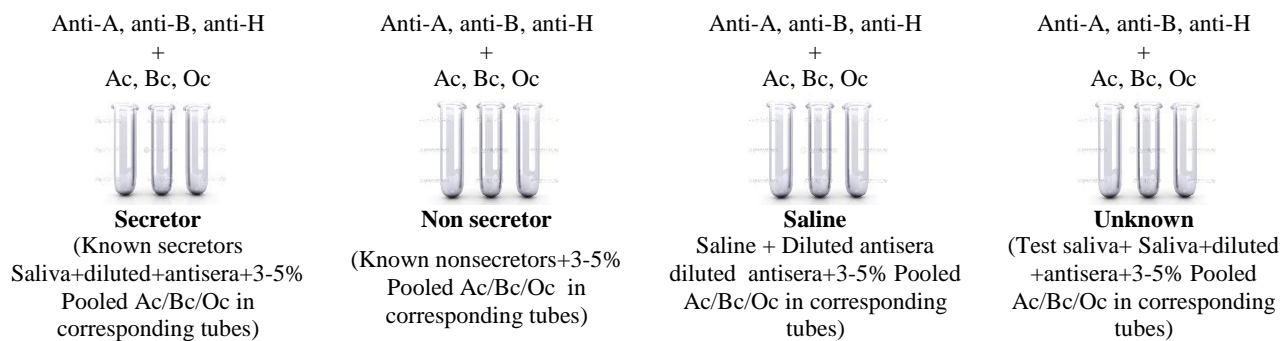 Anti-A, anti-B, anti-H
+
Ac, Bc, Oc
Secretor
(Known secretors
Saliva+diluted+antisera+3-5%
Pooled Ac/Bc/Oc in
corresponding tubes)
Anti-A, anti-B, anti-H
+
Ac, Bc, Oc
Non secretor
(Known nonsecretors+3-5%
Pooled Ac/Bc/Oc in
corresponding tubes)
Anti-A, anti-B, anti-H
+
Ac, Bc, Oc
Saline
Saline + Diluted antisera
diluted antisera+3-5% Pooled
Ac/Bc/Oc in corresponding
tubes)
Anti-A, anti-B, anti-H
+
Ac, Bc, Oc
Unknown
(Test saliva+ Saliva+diluted
+antisera+3-5% Pooled
Ac/Bc/Oc in corresponding
tubes)